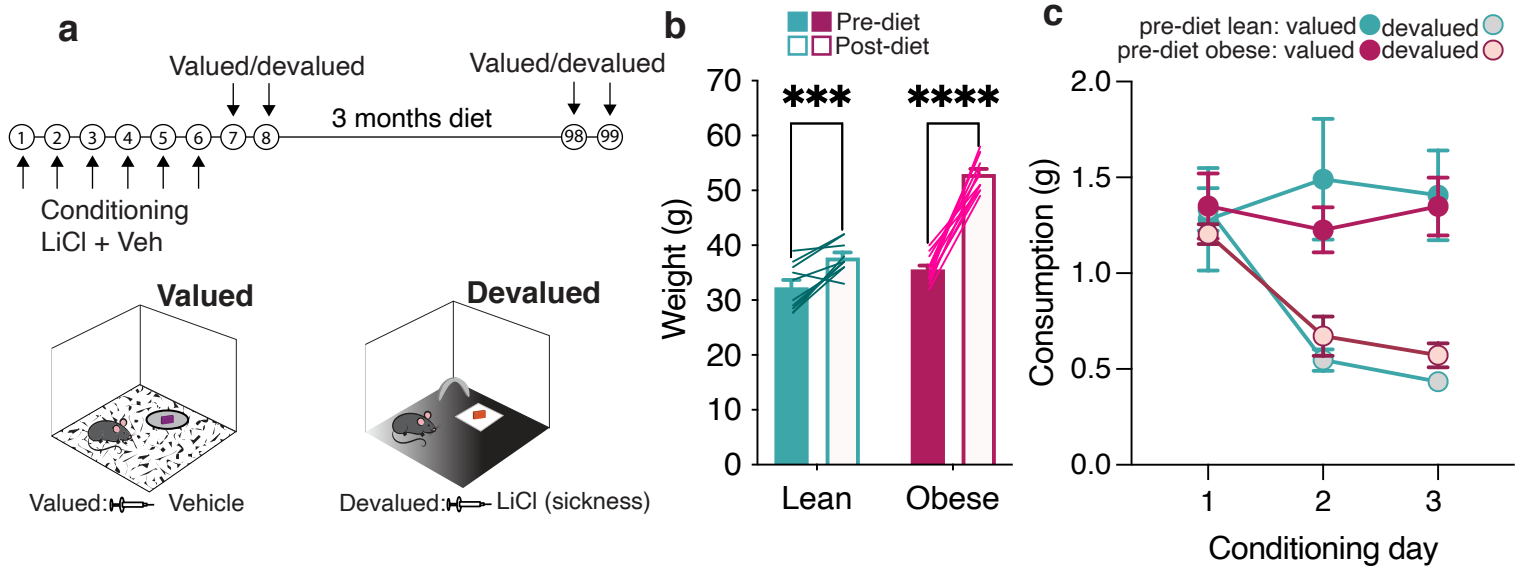 a
Valued/devalued
Valued/devalued
1 2 3 4 5 6 7 8 3 months diet 98 99
Conditioning
LiCl + Veh
Valued
Devalued
Valued: Vehicle
Devalued: LiCl (sickness)
b
Pre-diet
Post-diet
Weight (g)
70
60
50
40
30
20
10
0
*** ****
Lean Obese
c
pre-diet lean: valued devalued
pre-diet obese: valued devalued
Consumption (g)
2.0
1.5
1.0
0.5
0.0
1 2 3
Conditioning day